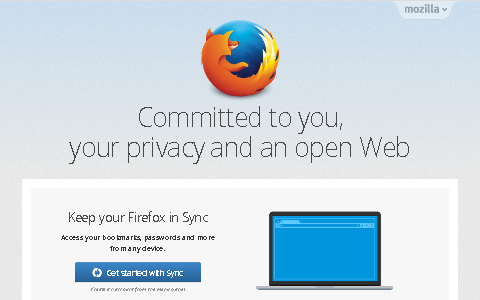 mozilla
Committed to you,
your privacy and an open Web
Keep your Firefox in Sync
Access your bookmarks, passwords and more
from any device.
Get started with Sync